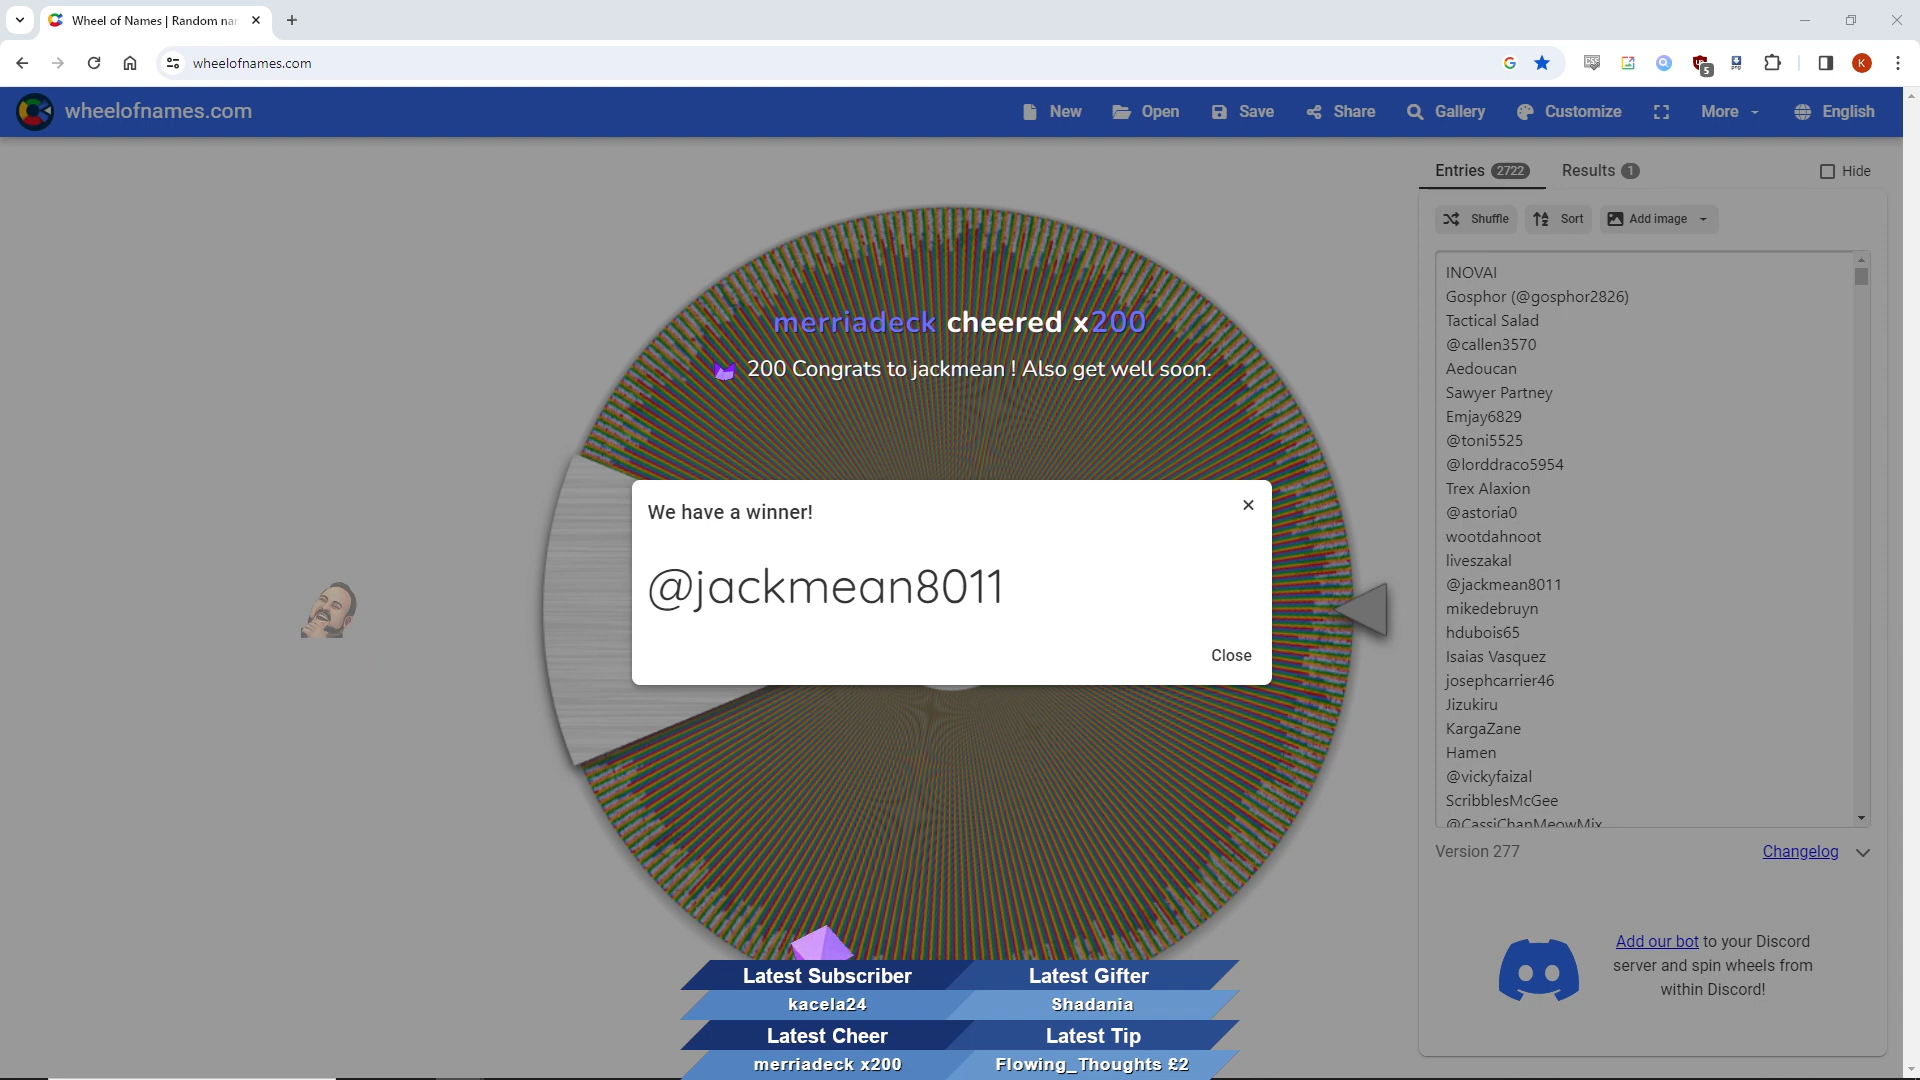 Wheel of Names | Random na
wheelofnames.com
5
K
wheelofnames.com
New
Open
Save
Share
Gallery
Customize
More
English
Entries 2722
Results 1
Hide
Shuffle
Sort
Add image
INOVAI
Gosphor (@gosphor2826)
Tactical Salad
@callen3570
Aedoucan
Sawyer Partney
Emjay6829
@toni5525
@lorddraco5954
Trex Alaxion
@astoria0
wootdahnoot
liveszakal
@jackmean8011
mikedebruyn
hdubois65
Isaias Vasquez
josephcarrier46
Jizukiru
KargaZane
Hamen
@vickyfaizal
ScribblesMcGee
@CassiChanMeowMix
merriadeck cheered x200
200 Congrats to jackmean ! Also get well soon.
We have a winner!
@jackmean8011
Close
Version 277
Changelog
Add our bot to your Discord
server and spin wheels from
within Discord!
Latest Subscriber
kacela24
Latest Gifter
Shadania
Latest Cheer
merriadeck x200
Latest Tip
Flowing_Thoughts £2